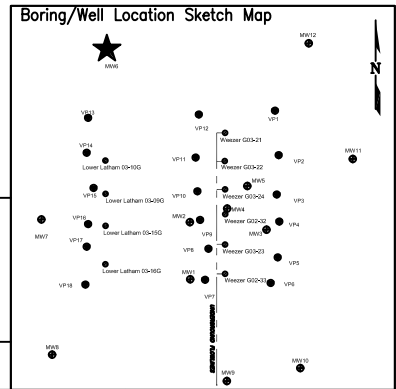 Boring/Well Location Sketch Map
MW12
MW6
N
VP13
VP12
VP1
Weezer G03-21
VP14
VP11
VP2
MW11
Lower Latham 03-10G
Weezer G03-22
MW5
VP15
VP10
Weezer G03-24
VP3
Lower Latham 03-09G
MW4
MW7
VP16
MW2
Weezer G02-32
VP4
MW3
Lower Latham 03-15G
VP9
VP17
VP8
Weezer G03-23
VP5
Lower Latham 03-16G
MW1
Weezer G02-33
VP18
VP7
VP6
UNDERGROUND FLOWLINES
MW8
MW10
MW9